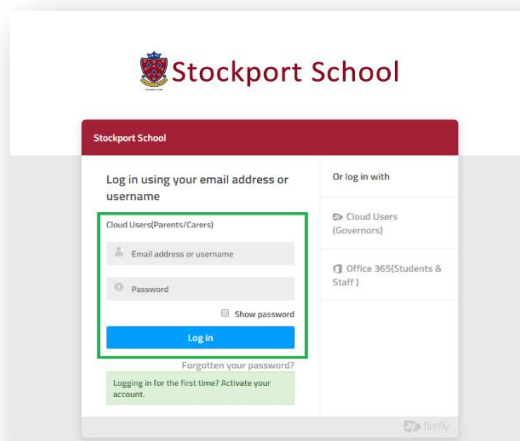 Stockport School
Stockport School
Log in using your email address or
username
Cloud Users(Parents/Carers)
Email address or username
Password
Show password
Log in
Forgotten your password?
Logging in for the first time? Activate your
account.
Or log in with
Cloud Users
(Governors)
Office 365(Students &
Staff )
firefly